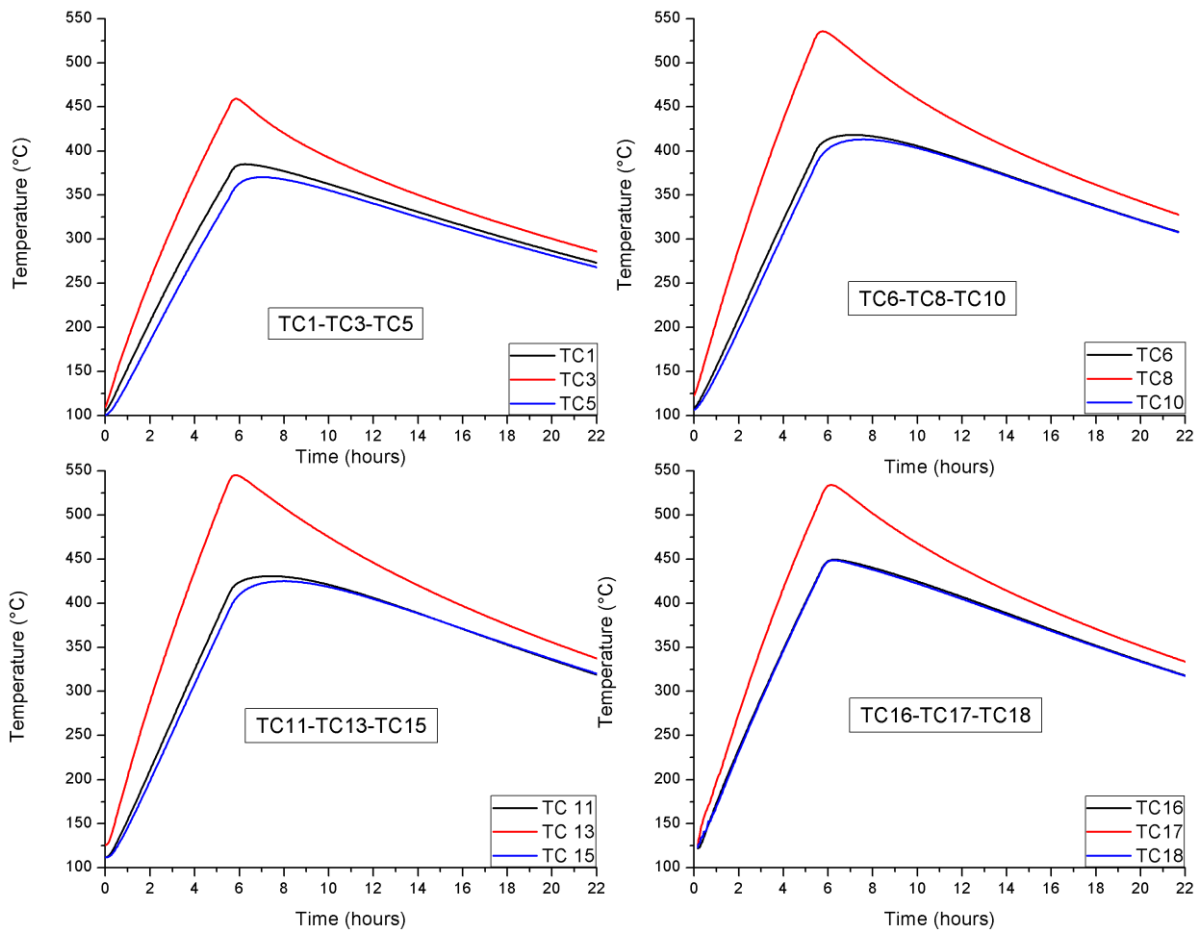 Temperature (°C)
550
500
450
400
350
300
250
200
150
100
0 2 4 6 8 10 12 14 16 18 20 22
Time (hours)
TC1-TC3-TC5
TC1
TC3
TC5
Temperature (°C)
550
500
450
400
350
300
250
200
150
100
0 2 4 6 8 10 12 14 16 18 20 22
Time (hours)
TC6-TC8-TC10
TC6
TC8
TC10
Temperature (°C)
550
500
450
400
350
300
250
200
150
100
0 2 4 6 8 10 12 14 16 18 20 22
Time (hours)
TC11-TC13-TC15
TC 11
TC 13
TC 15
Temperature (°C)
550
500
450
400
350
300
250
200
150
100
0 2 4 6 8 10 12 14 16 18 20 22
Time (hours)
TC16-TC17-TC18
TC16
TC17
TC18